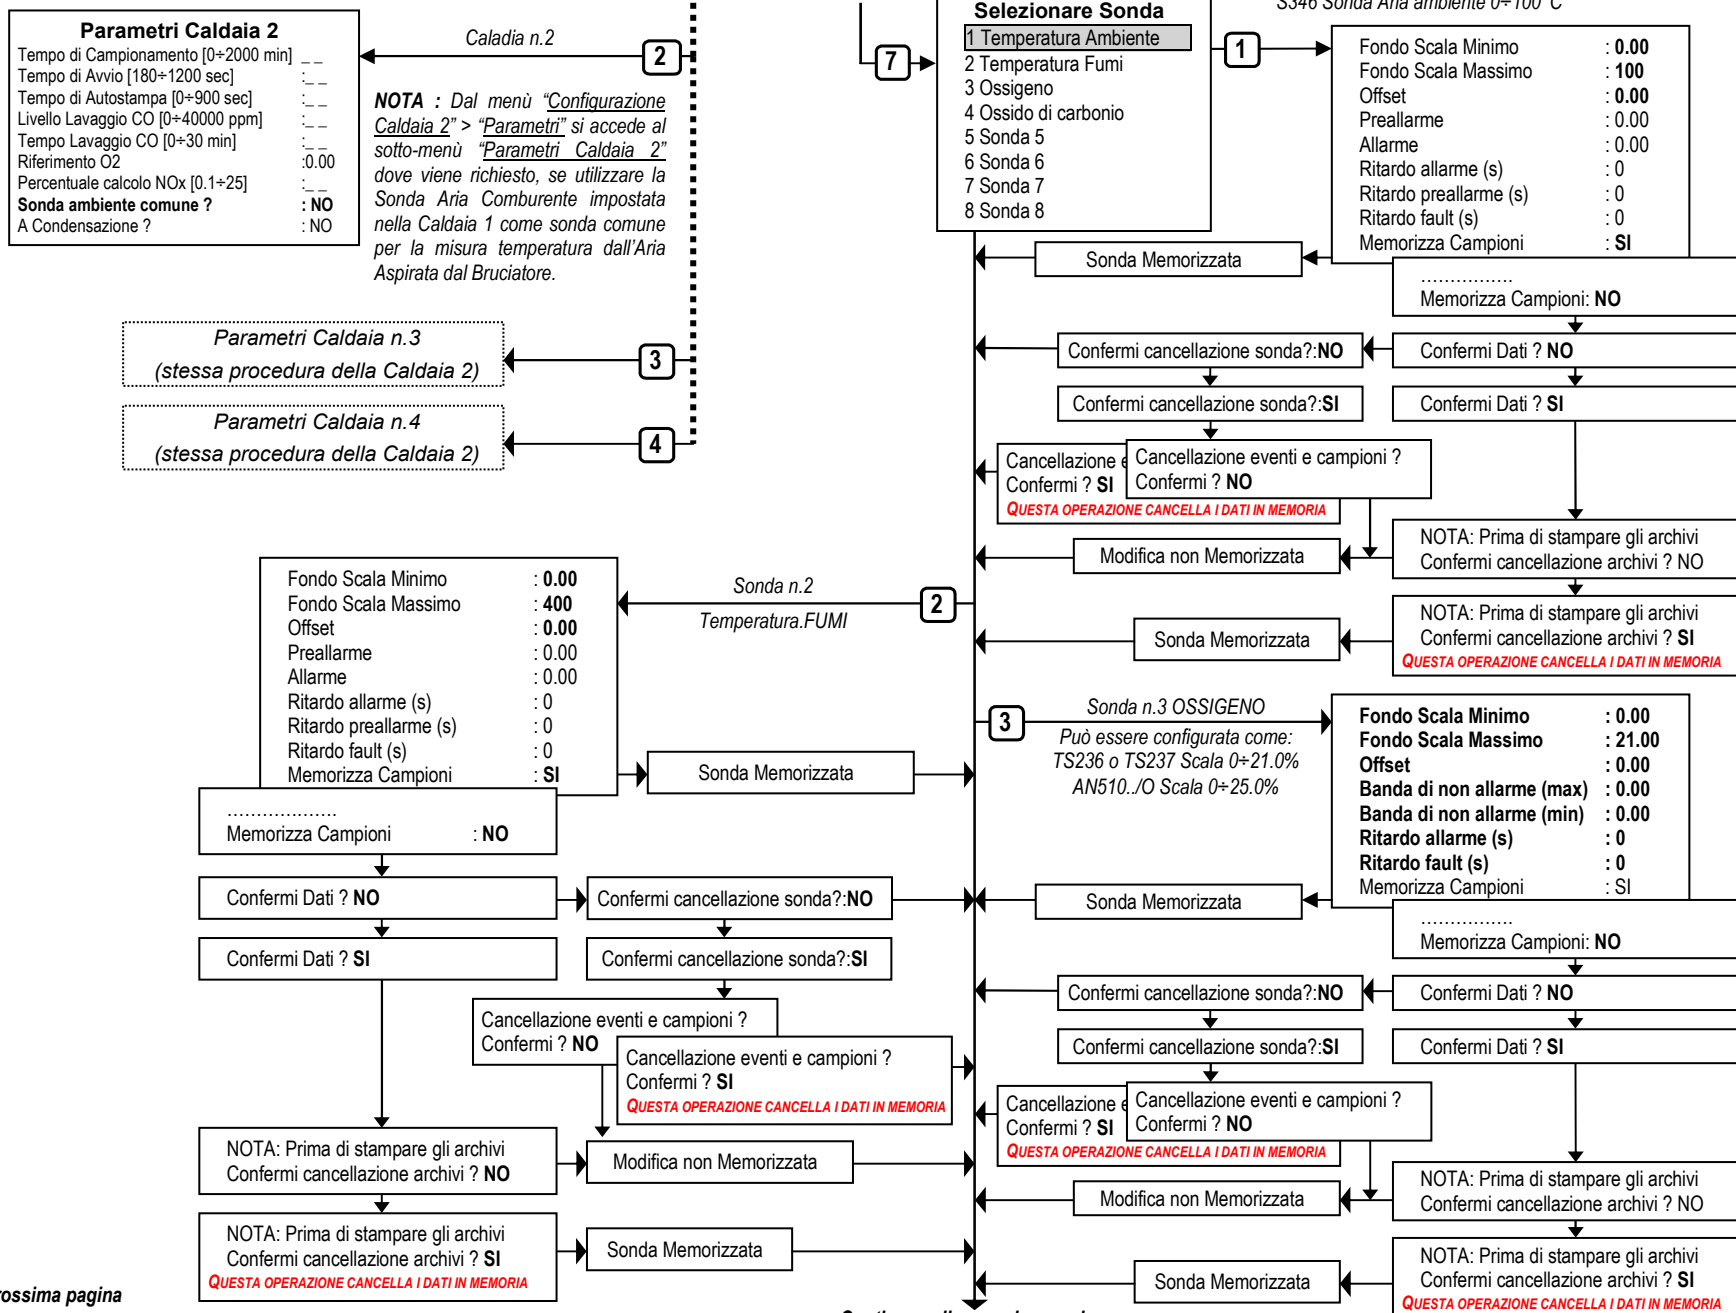 Parametri Caldaia 2
Tempo di Campionamento [0÷2000 min] _ _
Tempo di Avvio [180÷1200 sec] :_ _
Tempo di Autostampa [0÷900 sec] :_ _
Livello Lavaggio CO [0÷40000 ppm] :_ _
Tempo Lavaggio CO [0÷30 min] :_ _
Riferimento O2 :0.00
Percentuale calcolo NOx [0.1÷25] :_ _
Sonda ambiente comune ? : NO
A Condensazione ? : NO
Caladia n.2
2
NOTA : Dal menù “Configurazione
Caldaia 2” > “Parametri” si accede al
sotto-menù “Parametri Caldaia 2”
dove viene richiesto, se utilizzare la
Sonda Aria Comburente impostata
nella Caldaia 1 come sonda comune
per la misura temperatura dall’Aria
Aspirata dal Bruciatore.
Parametri Caldaia n.3
(stessa procedura della Caldaia 2)
3
Parametri Caldaia n.4
(stessa procedura della Caldaia 2)
4
7
Selezionare Sonda
1 Temperatura Ambiente
2 Temperatura Fumi
3 Ossigeno
4 Ossido di carbonio
5 Sonda 5
6 Sonda 6
7 Sonda 7
8 Sonda 8
1
S346 Sonda Aria ambiente 0÷100°C
Fondo Scala Minimo : 0.00
Fondo Scala Massimo : 100
Offset : 0.00
Preallarme : 0.00
Allarme : 0.00
Ritardo allarme (s) : 0
Ritardo preallarme (s) : 0
Ritardo fault (s) : 0
Memorizza Campioni : SI
Sonda Memorizzata
................
Memorizza Campioni: NO
Confermi cancellazione sonda?:NO
Confermi Dati ? NO
Confermi cancellazione sonda?:SI
Confermi Dati ? SI
Cancellazione e
Confermi ? SI
QUESTA OPERAZIONE CANCELLA I DATI IN MEMORIA
Cancellazione eventi e campioni ?
Confermi ? NO
Modifica non Memorizzata
NOTA: Prima di stampare gli archivi
Confermi cancellazione archivi ? NO
Sonda Memorizzata
NOTA: Prima di stampare gli archivi
Confermi cancellazione archivi ? SI
QUESTA OPERAZIONE CANCELLA I DATI IN MEMORIA
Sonda n.2
Temperatura.FUMI
2
Fondo Scala Minimo : 0.00
Fondo Scala Massimo : 400
Offset : 0.00
Preallarme : 0.00
Allarme : 0.00
Ritardo allarme (s) : 0
Ritardo preallarme (s) : 0
Ritardo fault (s) : 0
Memorizza Campioni : SI
Sonda Memorizzata
...................
Memorizza Campioni : NO
Confermi Dati ? NO
Confermi cancellazione sonda?:NO
Confermi Dati ? SI
Confermi cancellazione sonda?:SI
Cancellazione eventi e campioni ?
Confermi ? NO
Cancellazione eventi e campioni ?
Confermi ? SI
QUESTA OPERAZIONE CANCELLA I DATI IN MEMORIA
NOTA: Prima di stampare gli archivi
Confermi cancellazione archivi ? NO
Modifica non Memorizzata
NOTA: Prima di stampare gli archivi
Confermi cancellazione archivi ? SI
QUESTA OPERAZIONE CANCELLA I DATI IN MEMORIA
Sonda Memorizzata
3
Sonda n.3 OSSIGENO
Può essere configurata come:
TS236 o TS237 Scala 0÷21.0%
AN510../O Scala 0÷25.0%
Fondo Scala Minimo : 0.00
Fondo Scala Massimo : 21.00
Offset : 0.00
Banda di non allarme (max) : 0.00
Banda di non allarme (min) : 0.00
Ritardo allarme (s) : 0
Ritardo fault (s) : 0
Memorizza Campioni : SI
Sonda Memorizzata
................
Memorizza Campioni: NO
Confermi cancellazione sonda?:NO
Confermi Dati ? NO
Confermi cancellazione sonda?:SI
Confermi Dati ? SI
Cancellazione e
Confermi ? SI
QUESTA OPERAZIONE CANCELLA I DATI IN MEMORIA
Cancellazione eventi e campioni ?
Confermi ? NO
Modifica non Memorizzata
NOTA: Prima di stampare gli archivi
Confermi cancellazione archivi ? NO
Sonda Memorizzata
NOTA: Prima di stampare gli archivi
Confermi cancellazione archivi ? SI
QUESTA OPERAZIONE CANCELLA I DATI IN MEMORIA
rossima pagina